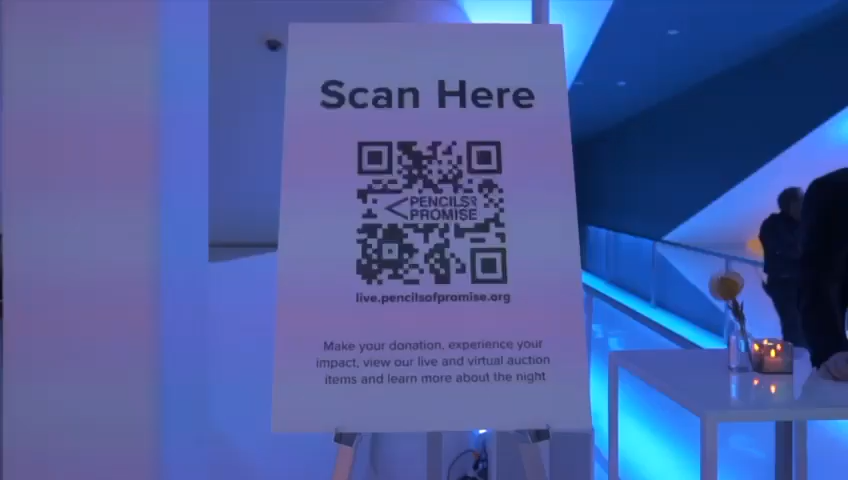 Scan Here
PENCILS OF
PROMISE
live.pencilsofpromise.org
Make your donation, experience your
impact, view our live and virtual auction
items and learn more about the night